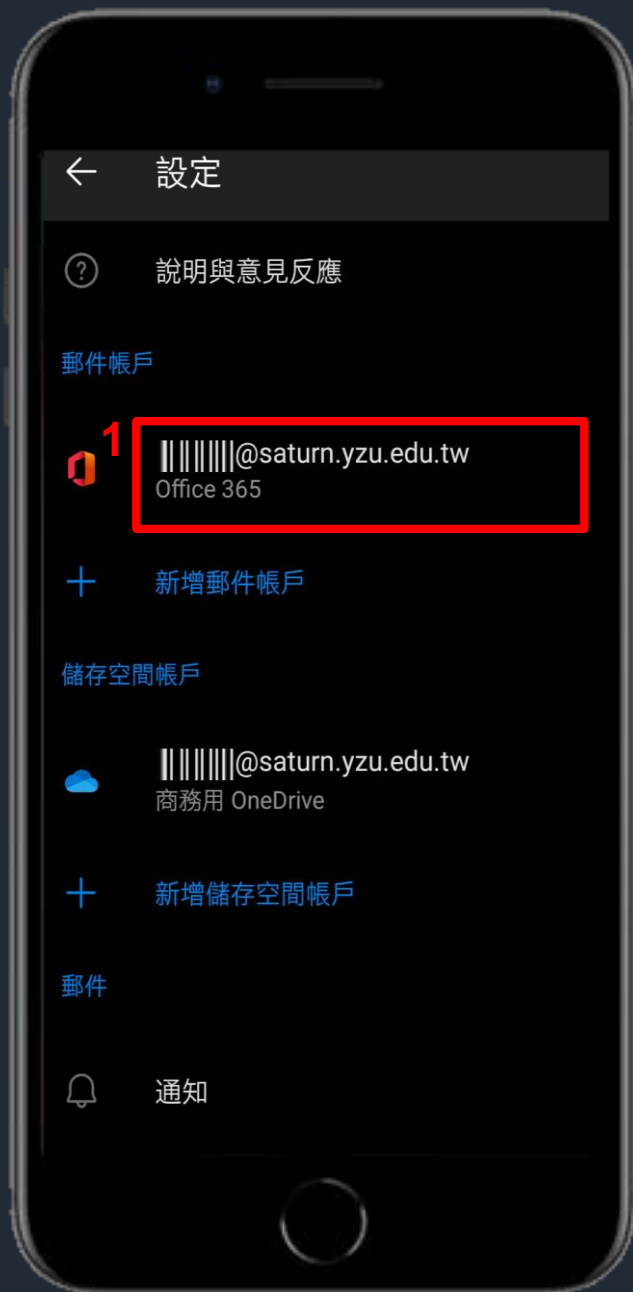 設定
說明與意見反應
郵件帳戶
1
@saturn.yzu.edu.tw
Office 365
新增郵件帳戶
儲存空間帳戶
@saturn.yzu.edu.tw
商務用 OneDrive
新增儲存空間帳戶
郵件
通知